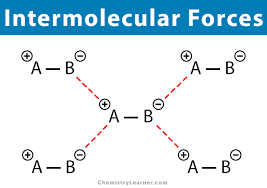 Intermolecular Forces
⊕ ⊖ ⊕ ⊖
A — B A — B
⊕ ⊖
A — B
⊕ ⊖ ⊕ ⊖
A — B A — B
ChemistryLearner.com